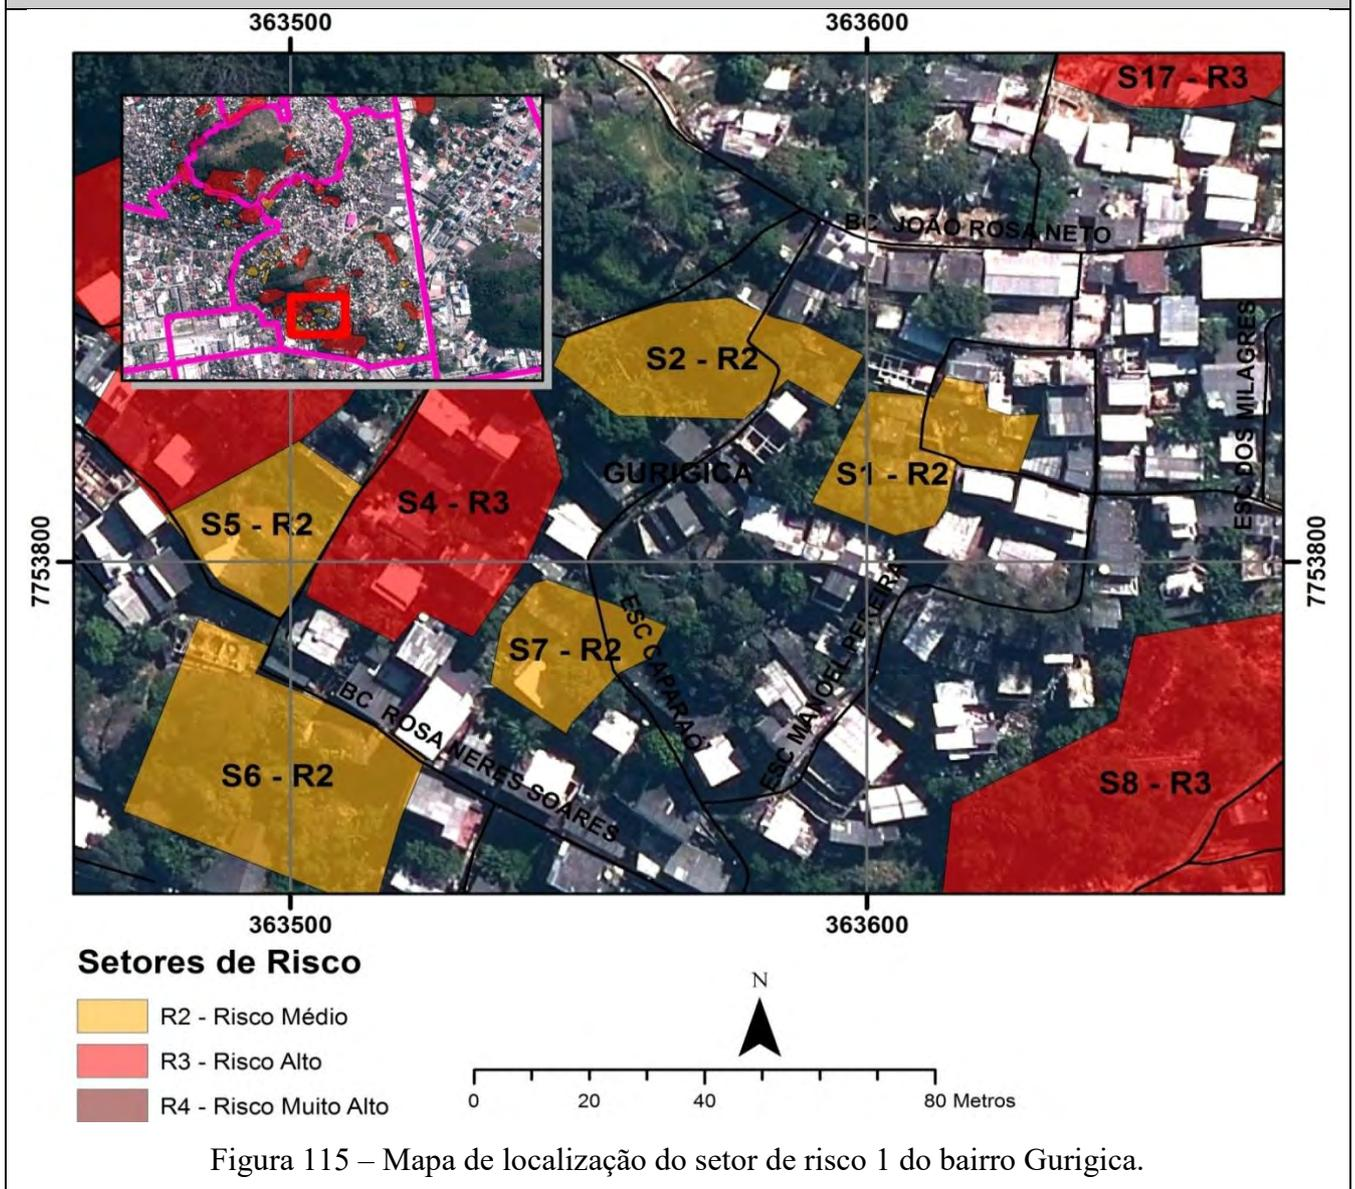 363500
363600
S17 - R3
BC JOÃO ROSA NETO
S2 - R2
ESC DOS MILAGRES
GURIGICA
S1 - R2
S4 - R3
S5 - R2
7753800
7753800
ESC CAPARAÓ
ESC MANOEL PEREIRA
S7 - R2
BC ROSA NERES SOARES
S6 - R2
S8 - R3
363500
363600
Setores de Risco
N
R2 - Risco Médio
R3 - Risco Alto
R4 - Risco Muito Alto
0 20 40 80 Metros
Figura 115 – Mapa de localização do setor de risco 1 do bairro Gurigica.